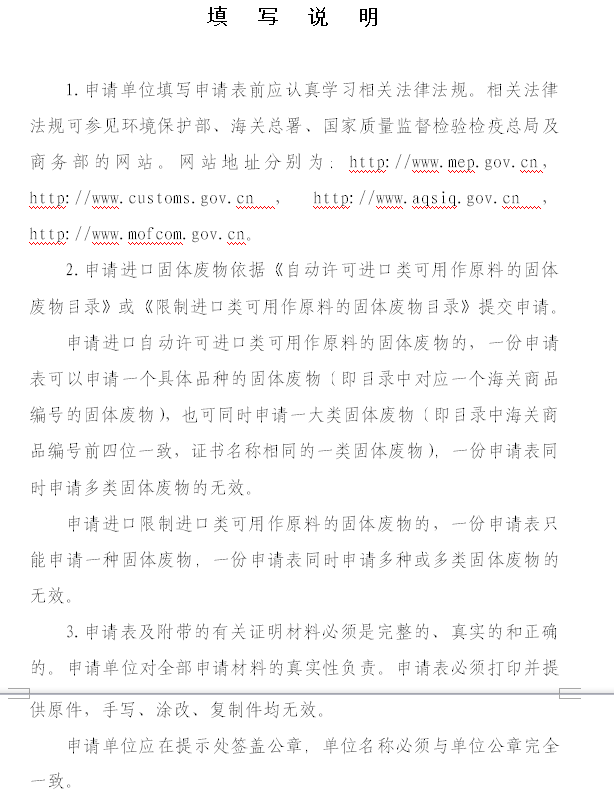 填 写 说 明
1. 申请单位填写申请表前应认真学习相关法律法规。相关法律
法规可参见环境保护部、海关总署、国家质量监督检验检疫总局及
商务部的网站。网站地址分别为: http://www.mep.gov.cn、
http://www.customs.gov.cn 、 http://www.aqsiq.gov.cn 、
http://www.mofcom.gov.cn。
2. 申请进口固体废物依据《自动许可进口类可用作原料的固体
废物目录》或《限制进口类可用作原料的固体废物目录》提交申请。
申请进口自动许可进口类可用作原料的固体废物的, 一份申请
表可以申请一个具体品种的固体废物(即目录中对应一个海关商品
编号的固体废物), 也可同时申请一大类固体废物(即目录中海关商
品编号前四位一致, 证书名称相同的一类固体废物), 一份申请表同
时申请多类固体废物的无效。
申请进口限制进口类可用作原料的固体废物的, 一份申请表只
能申请一种固体废物, 一份申请表同时申请多种或多类固体废物的
无效。
3. 申请表及附带的有关证明材料必须是完整的、真实的和正确
的。申请单位对全部申请材料的真实性负责。申请表必须打印并提
供原件, 手写、涂改、复制件均无效。
申请单位应在提示处签盖公章, 单位名称必须与单位公章完全
一致。